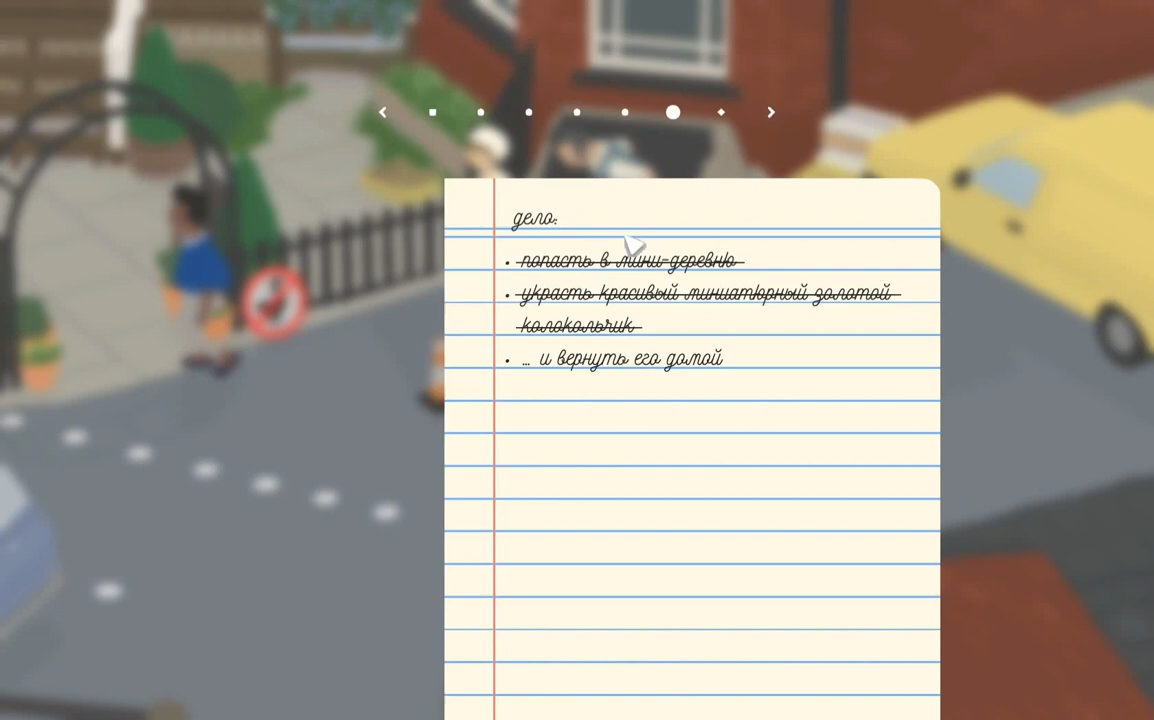 дело:
• попасть в мини-деревню
• украсть красивый миниатюрный золотой
колокольчик
• ... и вернуть его домой